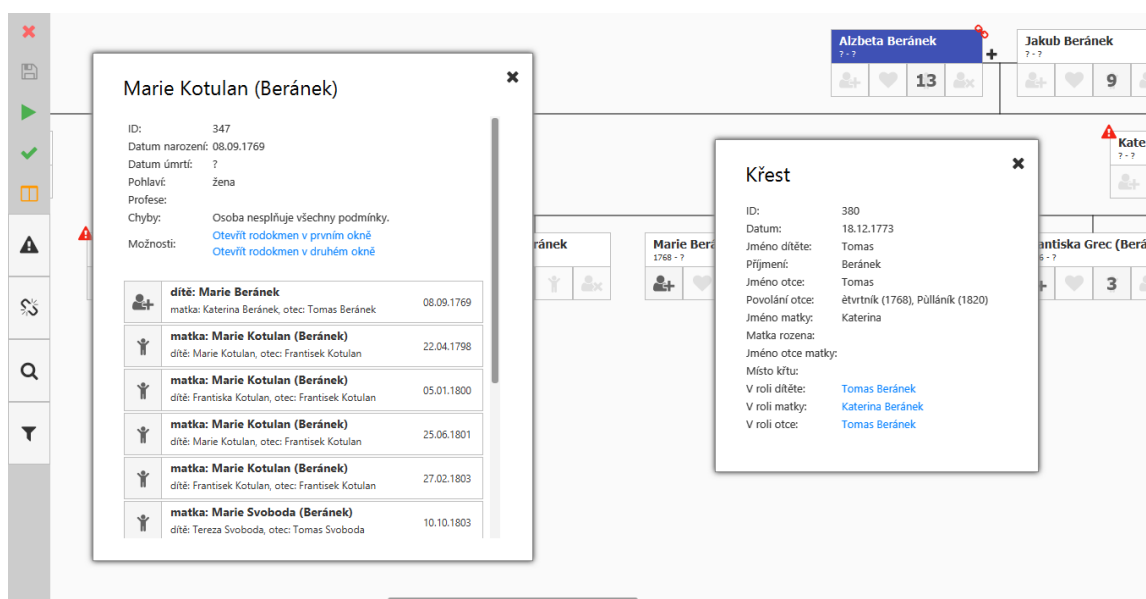 Alzbeta Beránek
? - ?
13
Jakub Beránek
? - ?
9
Marie Kotulan (Beránek)
ID: 347
Datum narození: 08.09.1769
Datum úmrtí: ?
Pohlaví: žena
Profese:
Chyby: Osoba nesplňuje všechny podmínky.
Možnosti: Otevřít rodokmen v prvním okně
Otevřít rodokmen v druhém okně
dítě: Marie Beránek
matka: Katerina Beránek, otec: Tomas Beránek
08.09.1769
matka: Marie Kotulan (Beránek)
dítě: Marie Kotulan, otec: Frantisek Kotulan
22.04.1798
matka: Marie Kotulan (Beránek)
dítě: Frantiska Kotulan, otec: Frantisek Kotulan
05.01.1800
matka: Marie Kotulan (Beránek)
dítě: Marie Kotulan, otec: Frantisek Kotulan
25.06.1801
matka: Marie Kotulan (Beránek)
dítě: Frantisek Kotulan, otec: Frantisek Kotulan
27.02.1803
matka: Marie Svoboda (Beránek)
dítě: Tereza Svoboda, otec: Tomas Svoboda
10.10.1803
ránek
Marie Bera
1768 - ?
Křest
ID: 380
Datum: 18.12.1773
Jméno dítěte: Tomas
Příjmení: Beránek
Jméno otce: Tomas
Povolání otce: ètvrtník (1768), Pùlláník (1820)
Jméno matky: Katerina
Matka rozena:
Jméno otce matky:
Místo křtu:
V roli dítěte: Tomas Beránek
V roli matky: Katerina Beránek
V roli otce: Tomas Beránek
Kate
? - ?
antiska Grec (Berá
6 - ?
3